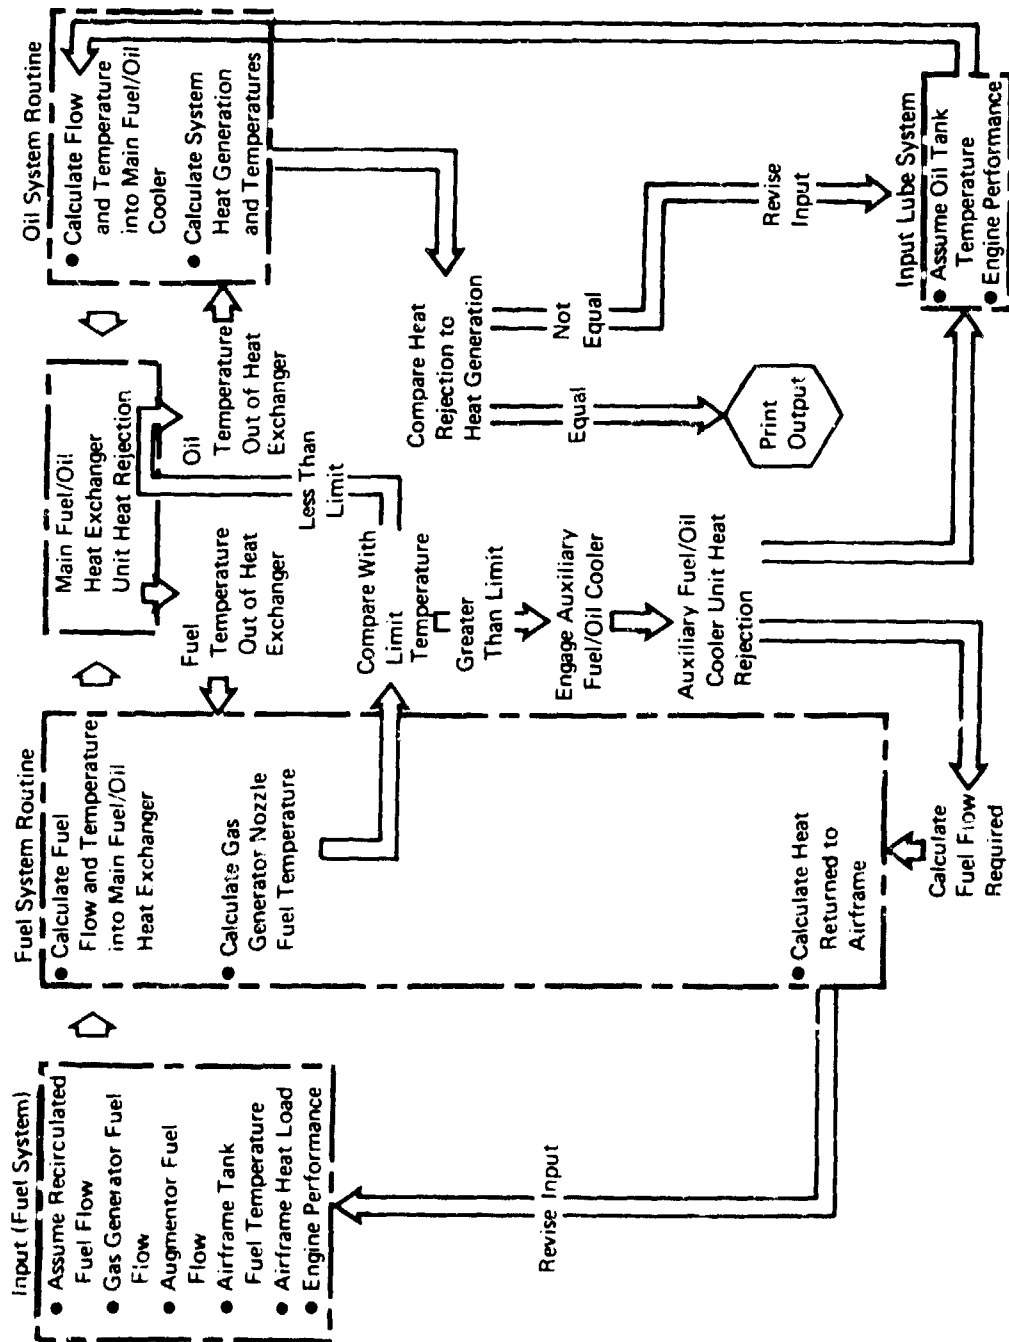 Input (Fuel System)
● Assume Recirculated
Fuel Flow
● Gas Generator Fuel
Flow
● Augmentor Fuel
Flow
● Airframe Tank
Fuel Temperature
● Airframe Heat Load
● Engine Performance
Revise Input
Fuel System Routine
● Calculate Fuel
Flow and Temperature
into Main Fuel/Oil
Heat Exchanger
● Calculate Gas
Generator Nozzle
Fuel Temperature
● Calculate Heat
Returned to
Airframe
Calculate
Fuel Flow
Required
Main Fuel/Oil
Heat Exchanger
Unit Heat Rejection
Fuel
Temperature
Out of Heat
Exchanger
Oil
Temperature
Out of Heat
Exchanger
Less Than
Limit
Compare With
Limit
Temperature
Greater
Than Limit
Engage Auxiliary
Fuel/Oil Cooler
Auxiliary Fuel/Oil
Cooler Unit Heat
Rejection
Oil System Routine
● Calculate Flow
and Temperature
into Main Fuel/Oil
Cooler
● Calculate System
Heat Generation
and Temperatures
Compare Heat
Rejection to
Heat Generation
Equal
Not
Equal
Print
Output
Revise
Input
Input Lube System
● Assume Oil Tank
Temperature
● Engine Performance